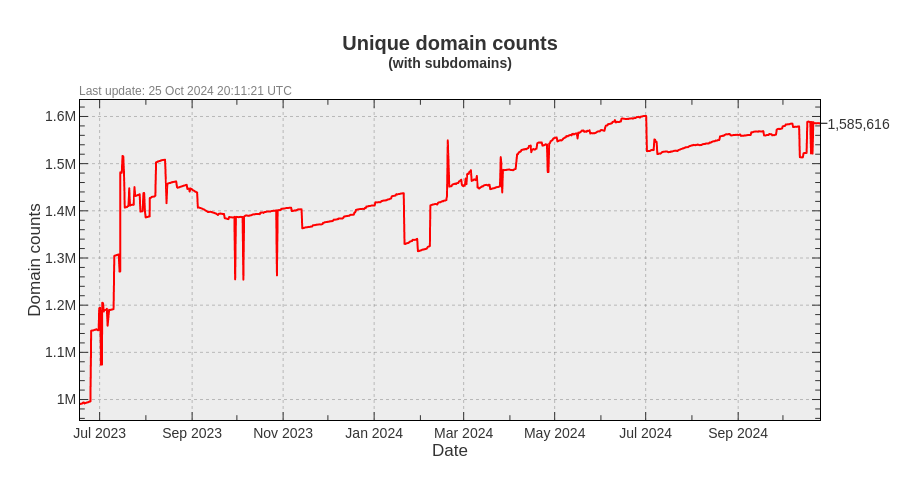 Unique domain counts
(with subdomains)
Last update: 25 Oct 2024 20:11:21 UTC
1.6M
1,585,616
1.5M
1.4M
1.3M
1.2M
1.1M
1M
Domain counts
Jul 2023 Sep 2023 Nov 2023 Jan 2024 Mar 2024 May 2024 Jul 2024 Sep 2024
Date